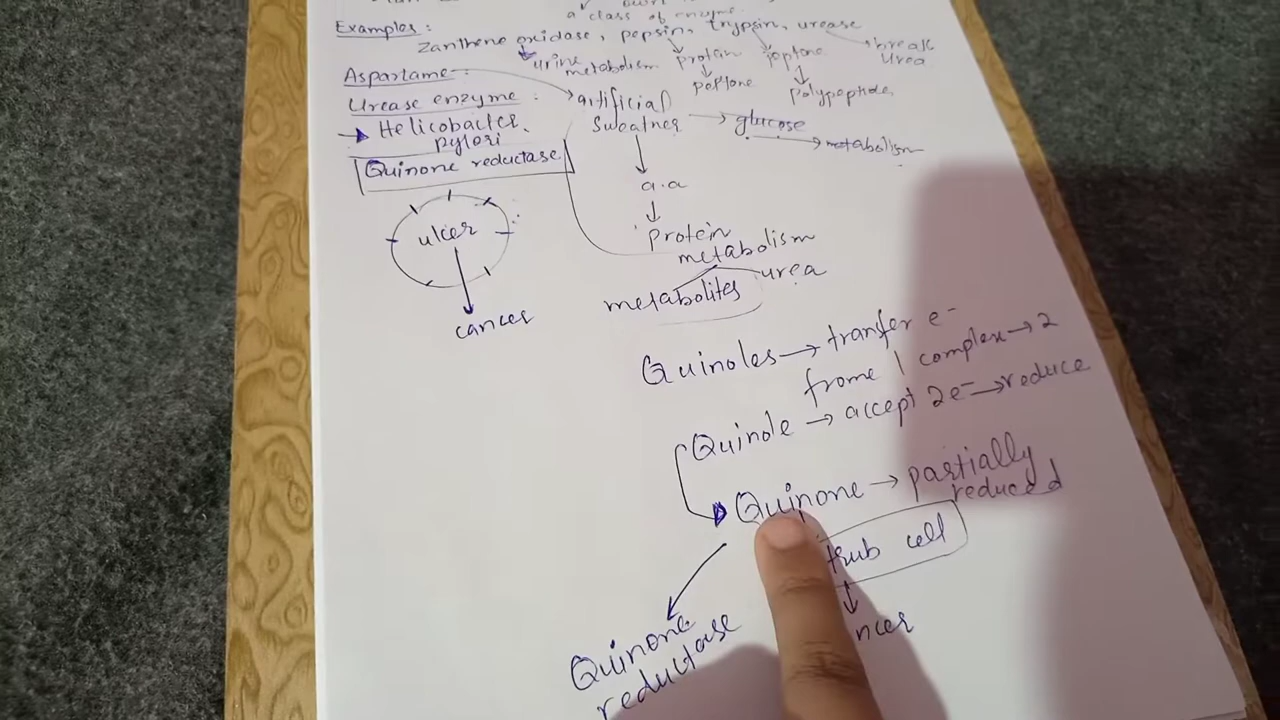 a class of enzyme.
Examples:
Zanthene oxidase, pepsin, trypsin, urease
urine metabolism
protein
peptone
peptone
polypeptide
break urea
Aspartame:-
Urease enzyme:
artificial
sweatner → glucose
→ metabolism
→ Helicobacter
pylori
Quinone reductase
a.a
ulcer
Protein
metabolism
urea
metabolites
cancer
Quinoles → transfer e-
frome 1 complex → 2
Quinole → accept 2e- → reduce
Quinone → partially
reduced
cell
Quinone
reductase